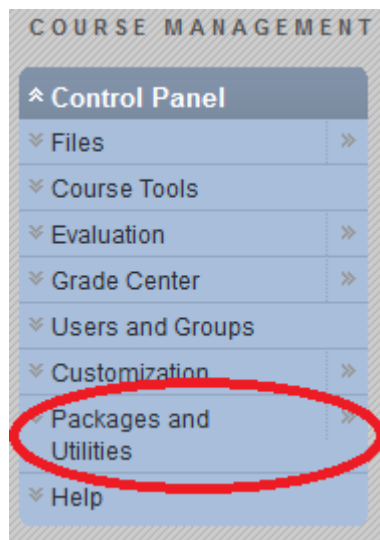 COURSE MANAGEMENT
Control Panel
Files
Course Tools
Evaluation
Grade Center
Users and Groups
Customization
Packages and
Utilities
Help